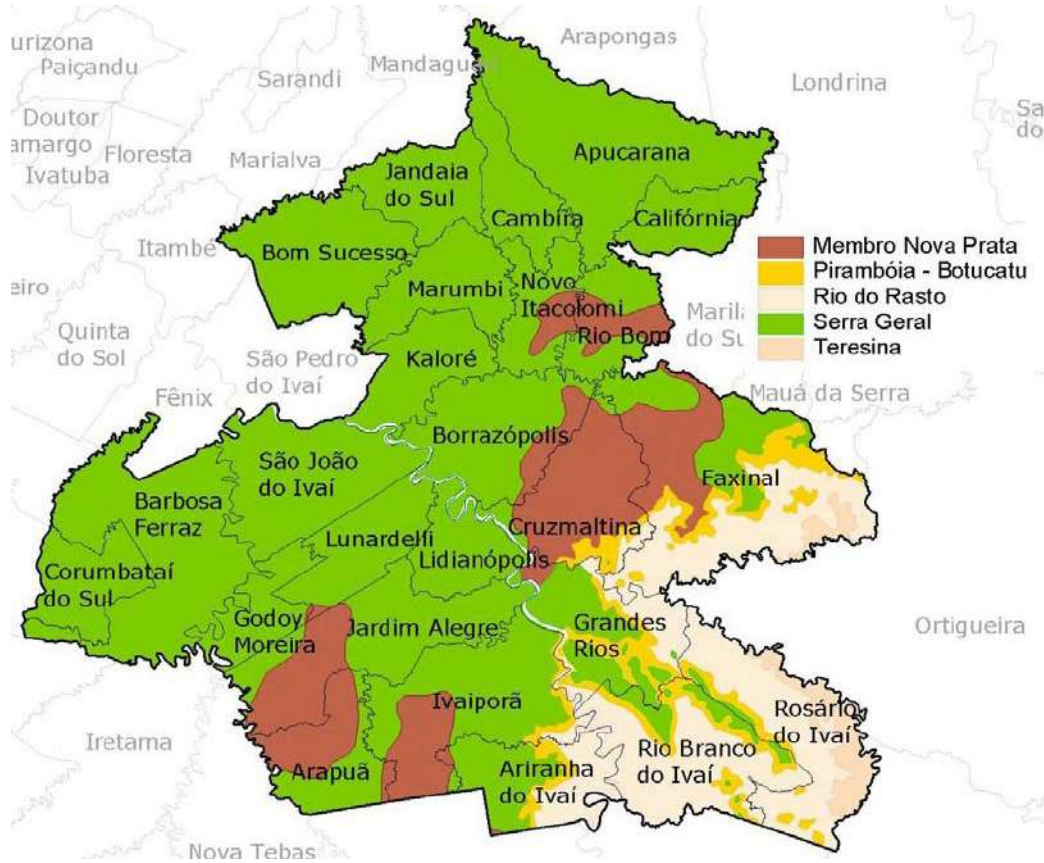 Arapongas
urizona
Paiçandu
Sarandi
Londrina
Doutor
amargo
Floresta
Ivatuba
Marialva
Apucarana
Jandaia
do Sul
Cambira
Califórnia
Itambé
Bom Sucesso
Membro Nova Prata
Pirambóia - Botucatu
Rio do Rasto
Serra Geral
Teresina
eiro
Marumbi
Novo
Itacolomi
Rio Bom
Quinta
do Sol
São Pedro
do Ivaí
Kaloré
Fênix
Mauá da Serra
Borrazópolis
São João
do Ivaí
Faxinal
Barbosa
Ferraz
Cruzmaltina
Lunardelli
Lidianópolis
Corumbataí
do Sul
Godoy
Moreira
Jardim Alegre
Grandes
Rios
Ortigueira
Ivaiporã
Rosário
do Ivaí
Iretama
Rio Branco
do Ivaí
Arapuã
Ariranha
do Ivaí
Nova Tebas